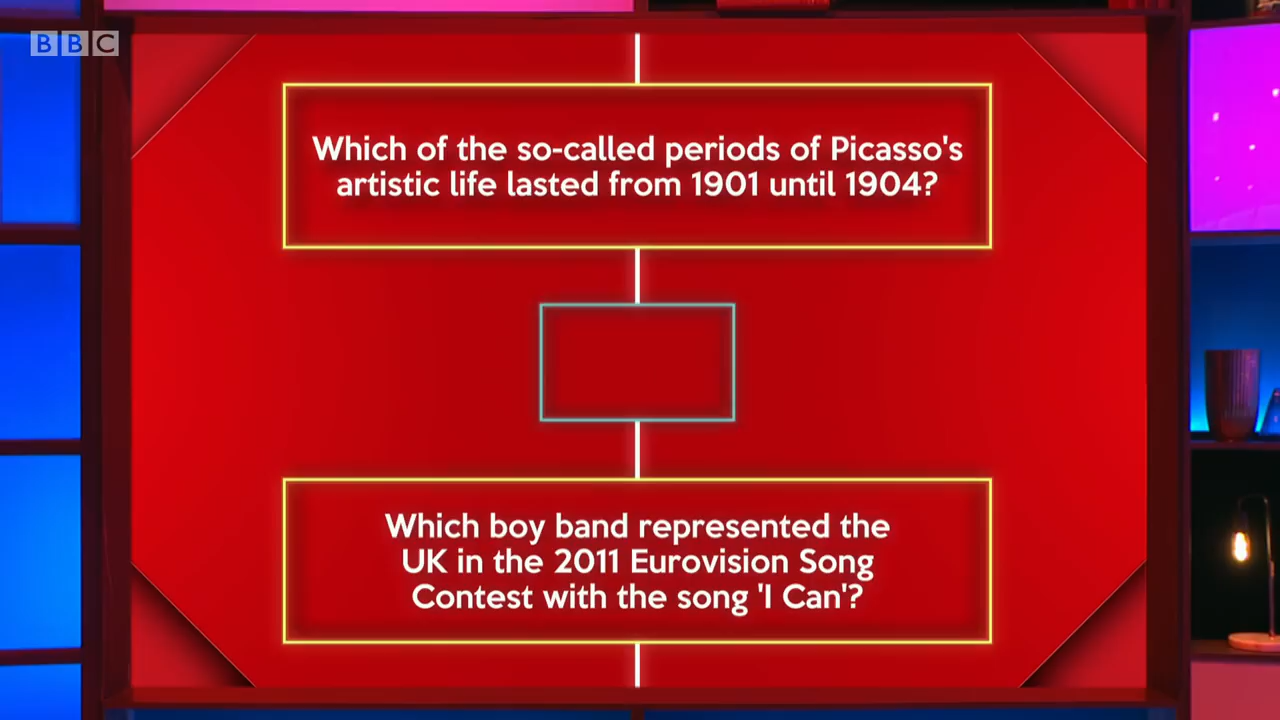 BBC
Which of the so-called periods of Picasso's
artistic life lasted from 1901 until 1904?
Which boy band represented the
UK in the 2011 Eurovision Song
Contest with the song 'I Can'?